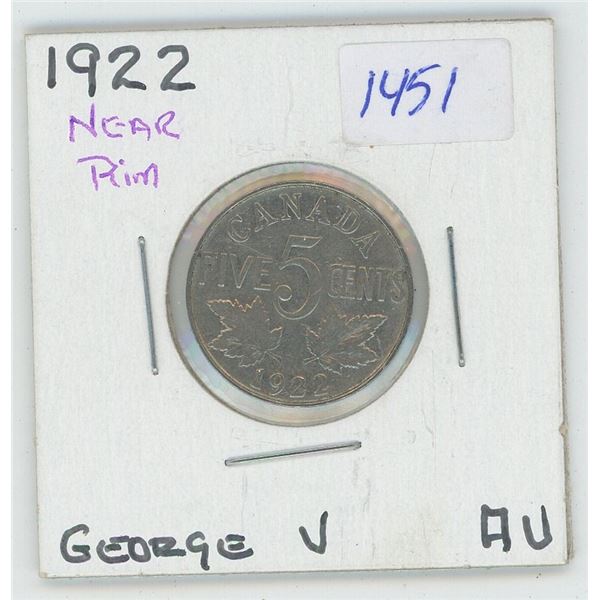 1922
1451
NEAR
Rim
CANADA
FIVE 5 CENTS
1922
GEORGE V AU